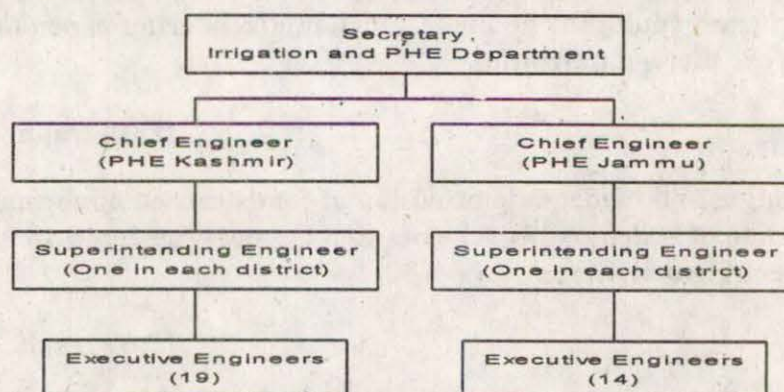 Secretary,
Irrigation and PHE Department
Chief Engineer
(PHE Kashmir)
Chief Engineer
(PHE Jammu)
Superintending Engineer
(One in each district)
Superintending Engineer
(One in each district)
Executive Engineers
(19)
Executive Engineers
(14)